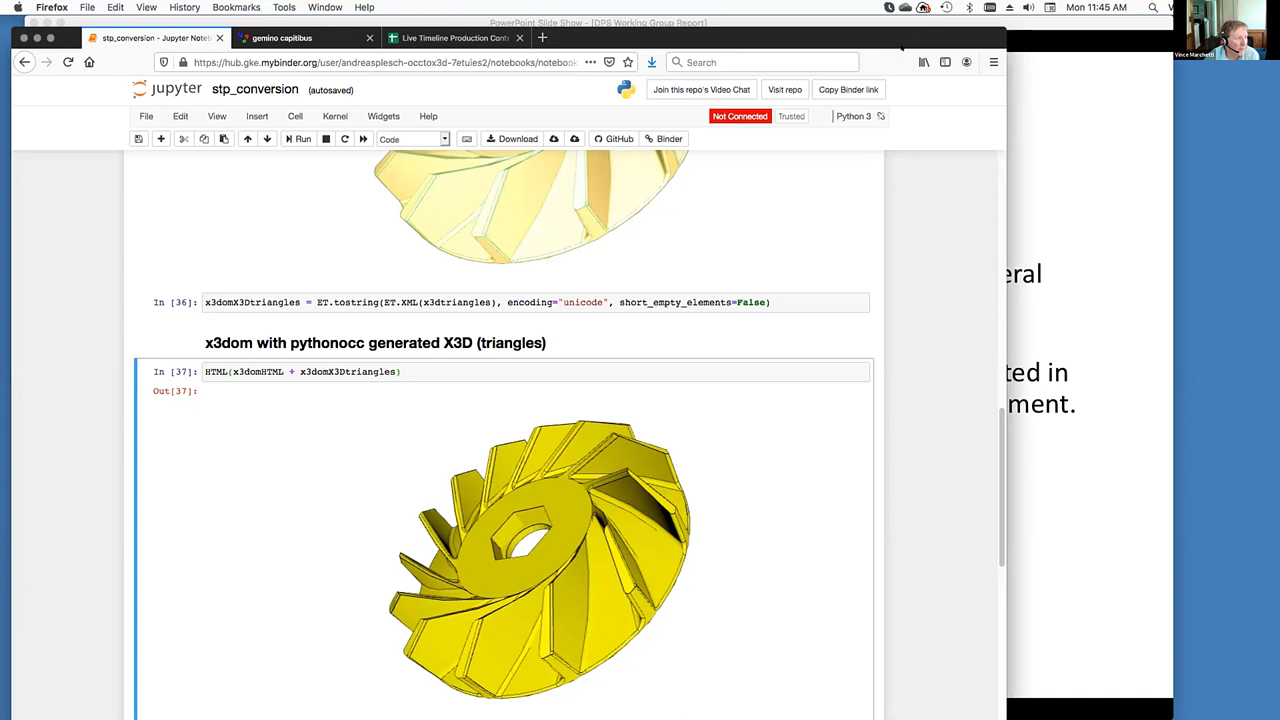 Firefox File Edit View History Bookmarks Tools Window Help
Mon 11:45 AM
PowerPoint Slide Show - [DPS Working Group Report]
Vince Marchetti
stp_conversion - Jupyter Noteb
gemino capitibus
Live Timeline Production Cont
https://hub.gke.mybinder.org/user/andreasplesch-occtox3d-7etuiesz/notebooks/notebook
Search
jupyter stp_conversion (autosaved)
Join this repo's Video Chat
Visit repo
Copy Binder link
File Edit View Insert Cell Kernel Widgets Help
Not Connected
Trusted
Python 3
Run
Code
Download
GitHub
Binder
eral
In [36]: x3domX3Dtriangles = ET.tostring(ET.XML(x3dtriangles), encoding="unicode", short_empty_elements=False)
x3dom with pythonocc generated X3D (triangles)
In [37]: HTML(x3domHTML + x3domX3Dtriangles)
ted in
Out[37]:
ment.